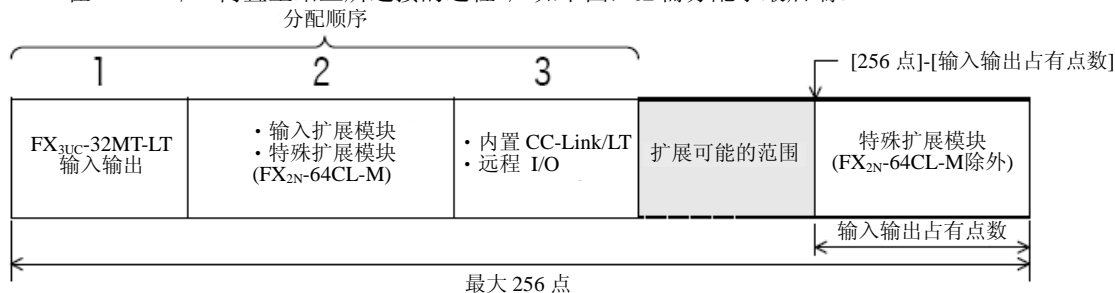 分配顺序
1 2 3
[256 点]-[输入输出占有点数]
FX3UC-32MT-LT
输入输出
・输入扩展模块
・特殊扩展模块
(FX2N-64CL-M)
・内置 CC-Link/LT
・远程 I/O
扩展可能的范围
特殊扩展模块
(FX2N-64CL-M除外)
输入输出占有点数
最大 256 点